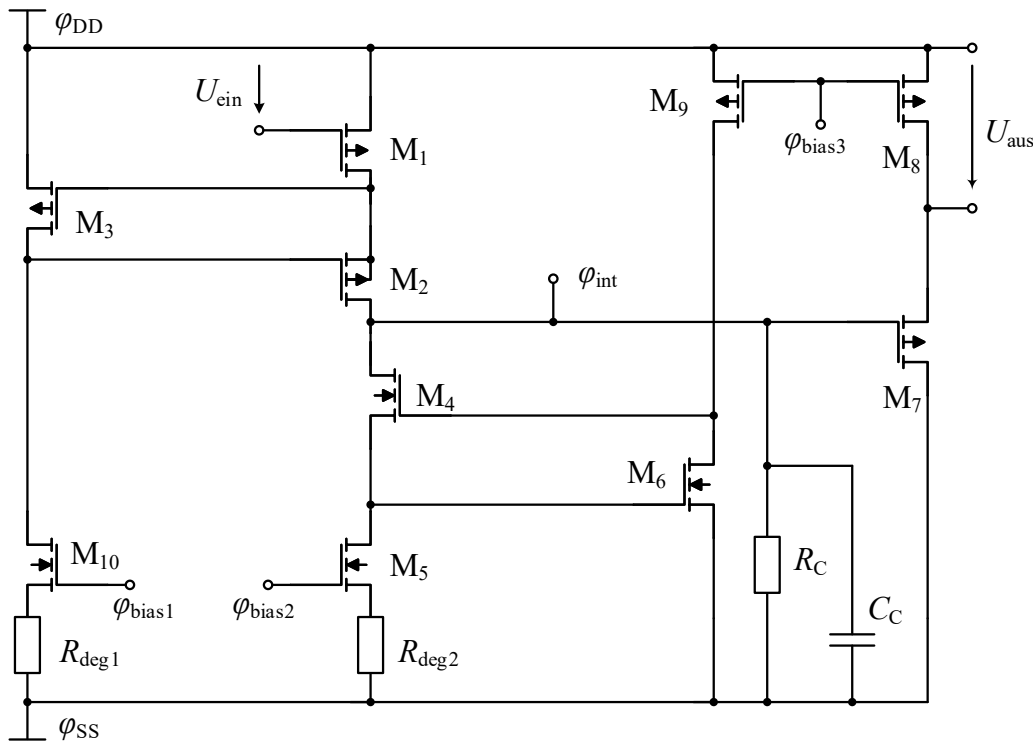 φDD
Uein
M1
M9
φbias3
M8
Uaus
M3
M2
φint
M4
M7
M6
M10
φbias1
φbias2
M5
RC
CC
Rdeg1
Rdeg2
φSS